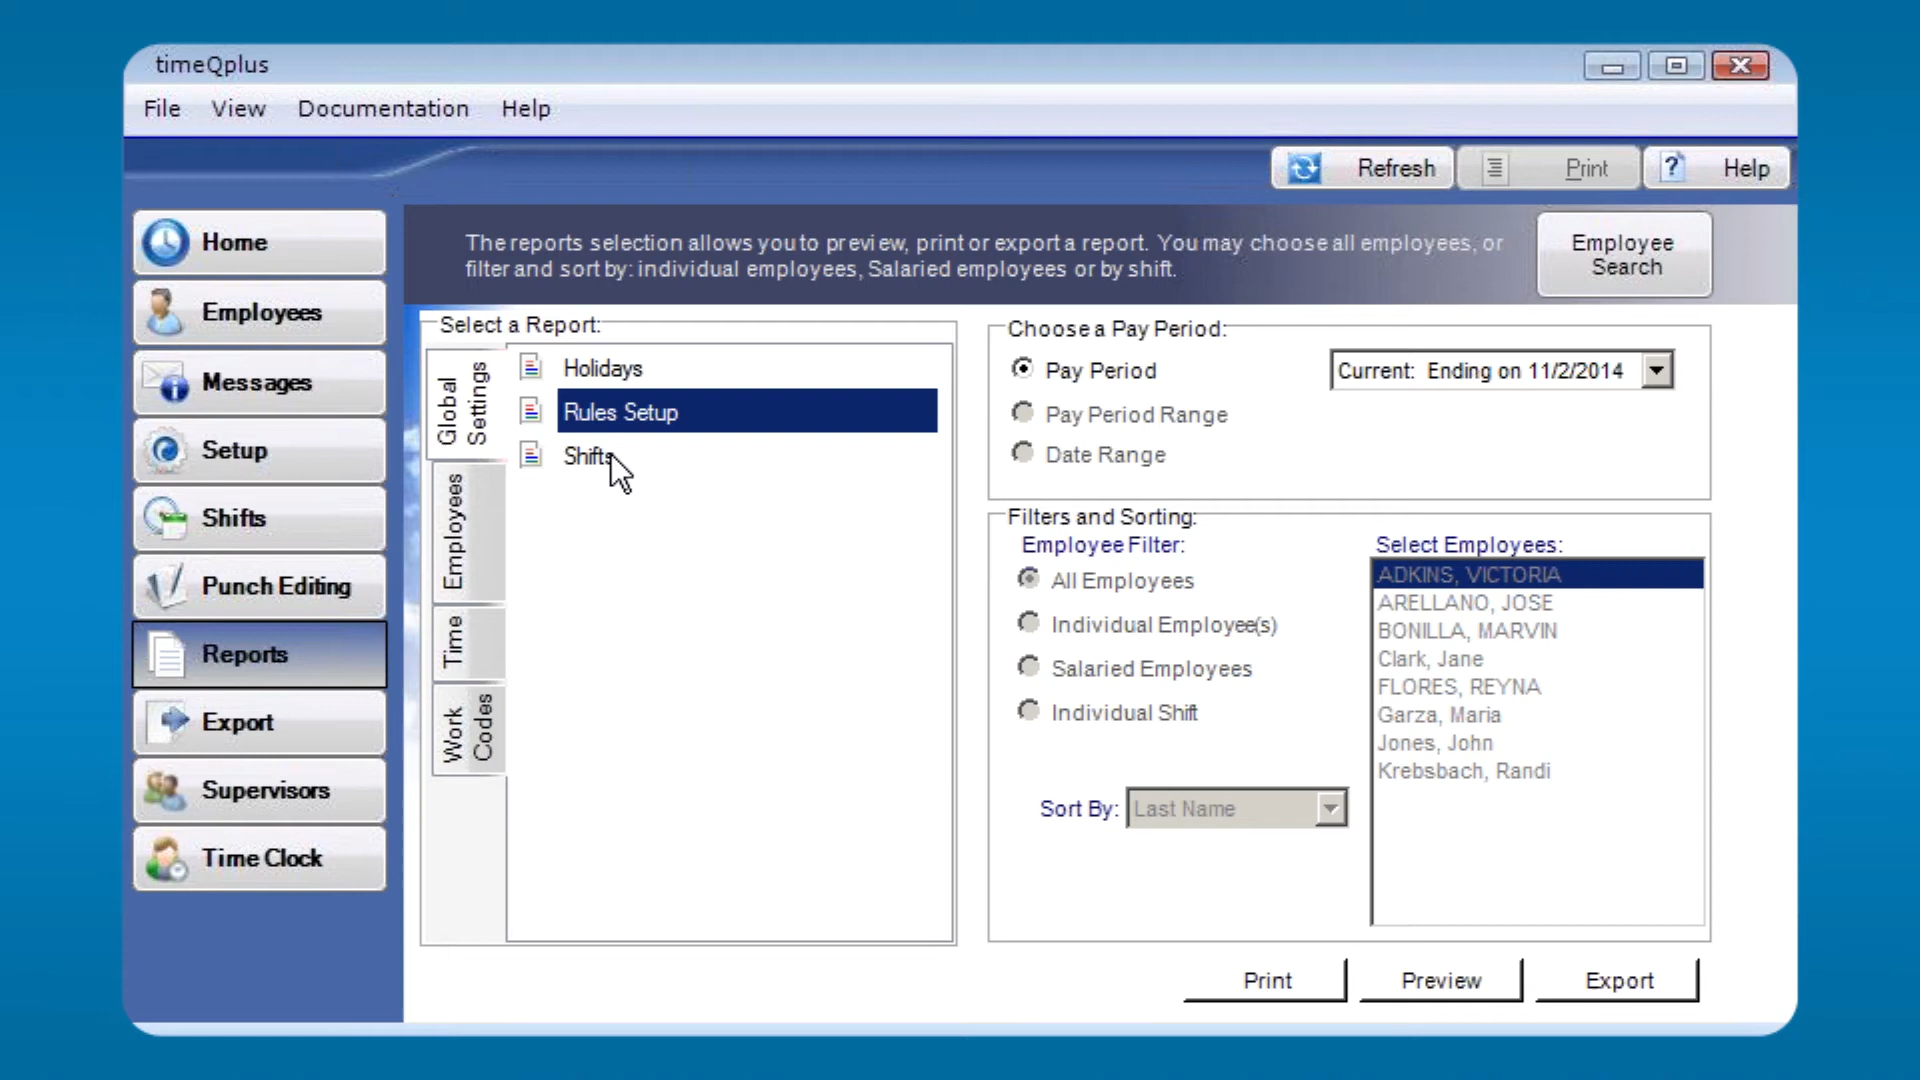 timeQplus
File View Documentation Help
Refresh Print ? Help
Home
Employees
Messages
Setup
Shifts
Punch Editing
Reports
Export
Supervisors
Time Clock
The reports selection allows you to preview, print or export a report. You may choose all employees, or
filter and sort by: individual employees, Salaried employees or by shift.
Employee
Search
Select a Report:
Global
Settings
Employees
Time
Work
Codes
Holidays
Rules Setup
Shifts
Choose a Pay Period:
Pay Period
Current: Ending on 11/2/2014
Pay Period Range
Date Range
Filters and Sorting:
Employee Filter:
All Employees
Individual Employee(s)
Salaried Employees
Individual Shift
Sort By: Last Name
Select Employees:
ADKINS, VICTORIA
ARELLANO, JOSE
BONILLA, MARVIN
Clark, Jane
FLORES, REYNA
Garza, Maria
Jones, John
Krebsbach, Randi
Print Preview Export